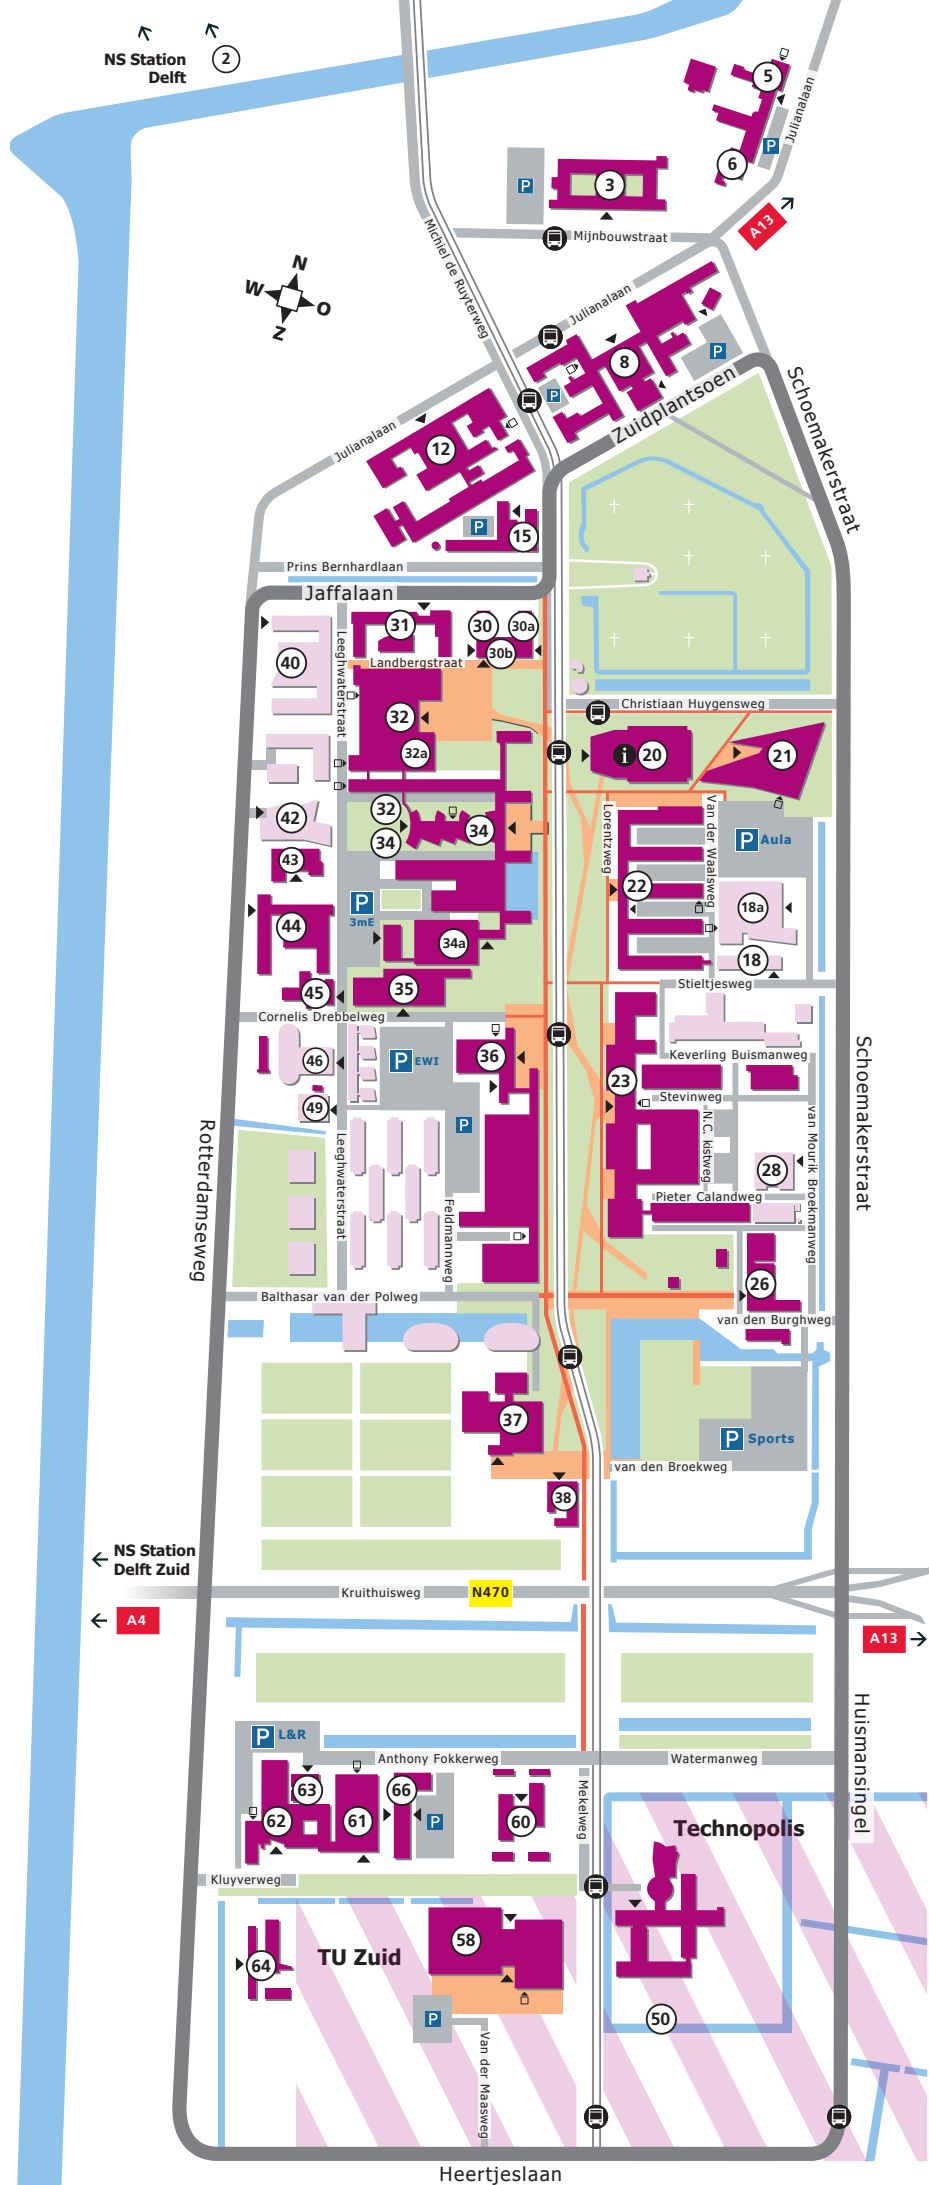 NS Station
Delft
2
5
P
6
Julianalaan
P
3
A13
Mijnbouwstraat
Michiel de Ruyterweg
N
W
O
Z
Julianalaan
8
P
P
Zuidplantsoen
Schoemakerstraat
Julianalaan
12
P
15
Prins Bernhardlaan
Jaffalaan
31
30
30a
30b
40
Leeghwaterstraat
Landbergstraat
Christiaan Huygensweg
32
32a
i
20
21
32
34
34
42
43
Lorentzweg
Van der Waalsweg
P Aula
22
P
3mE
18a
44
34a
18
45
35
Stieltjesweg
Cornelis Drebbelweg
46
P EWI
36
Keverling Buismanweg
23
Stevinweg
49
P
N.C. kistweg
van Mourik Broekmanweg
Schoemakerstraat
28
Rotterdamseweg
Leeghwaterstraat
Feldmannweg
Pieter Calandweg
26
Balthasar van der Polweg
van den Burghweg
37
P Sports
van den Broekweg
38
NS Station
Delft Zuid
Kruithuisweg
N470
A4
A13
P L&R
Anthony Fokkerweg
Watermanweg
Huismansingel
63
66
62
61
P
60
Mekelweg
Technopolis
Kluyverweg
58
TU Zuid
64
P
50
Van der Maasweg
Heertjeslaan